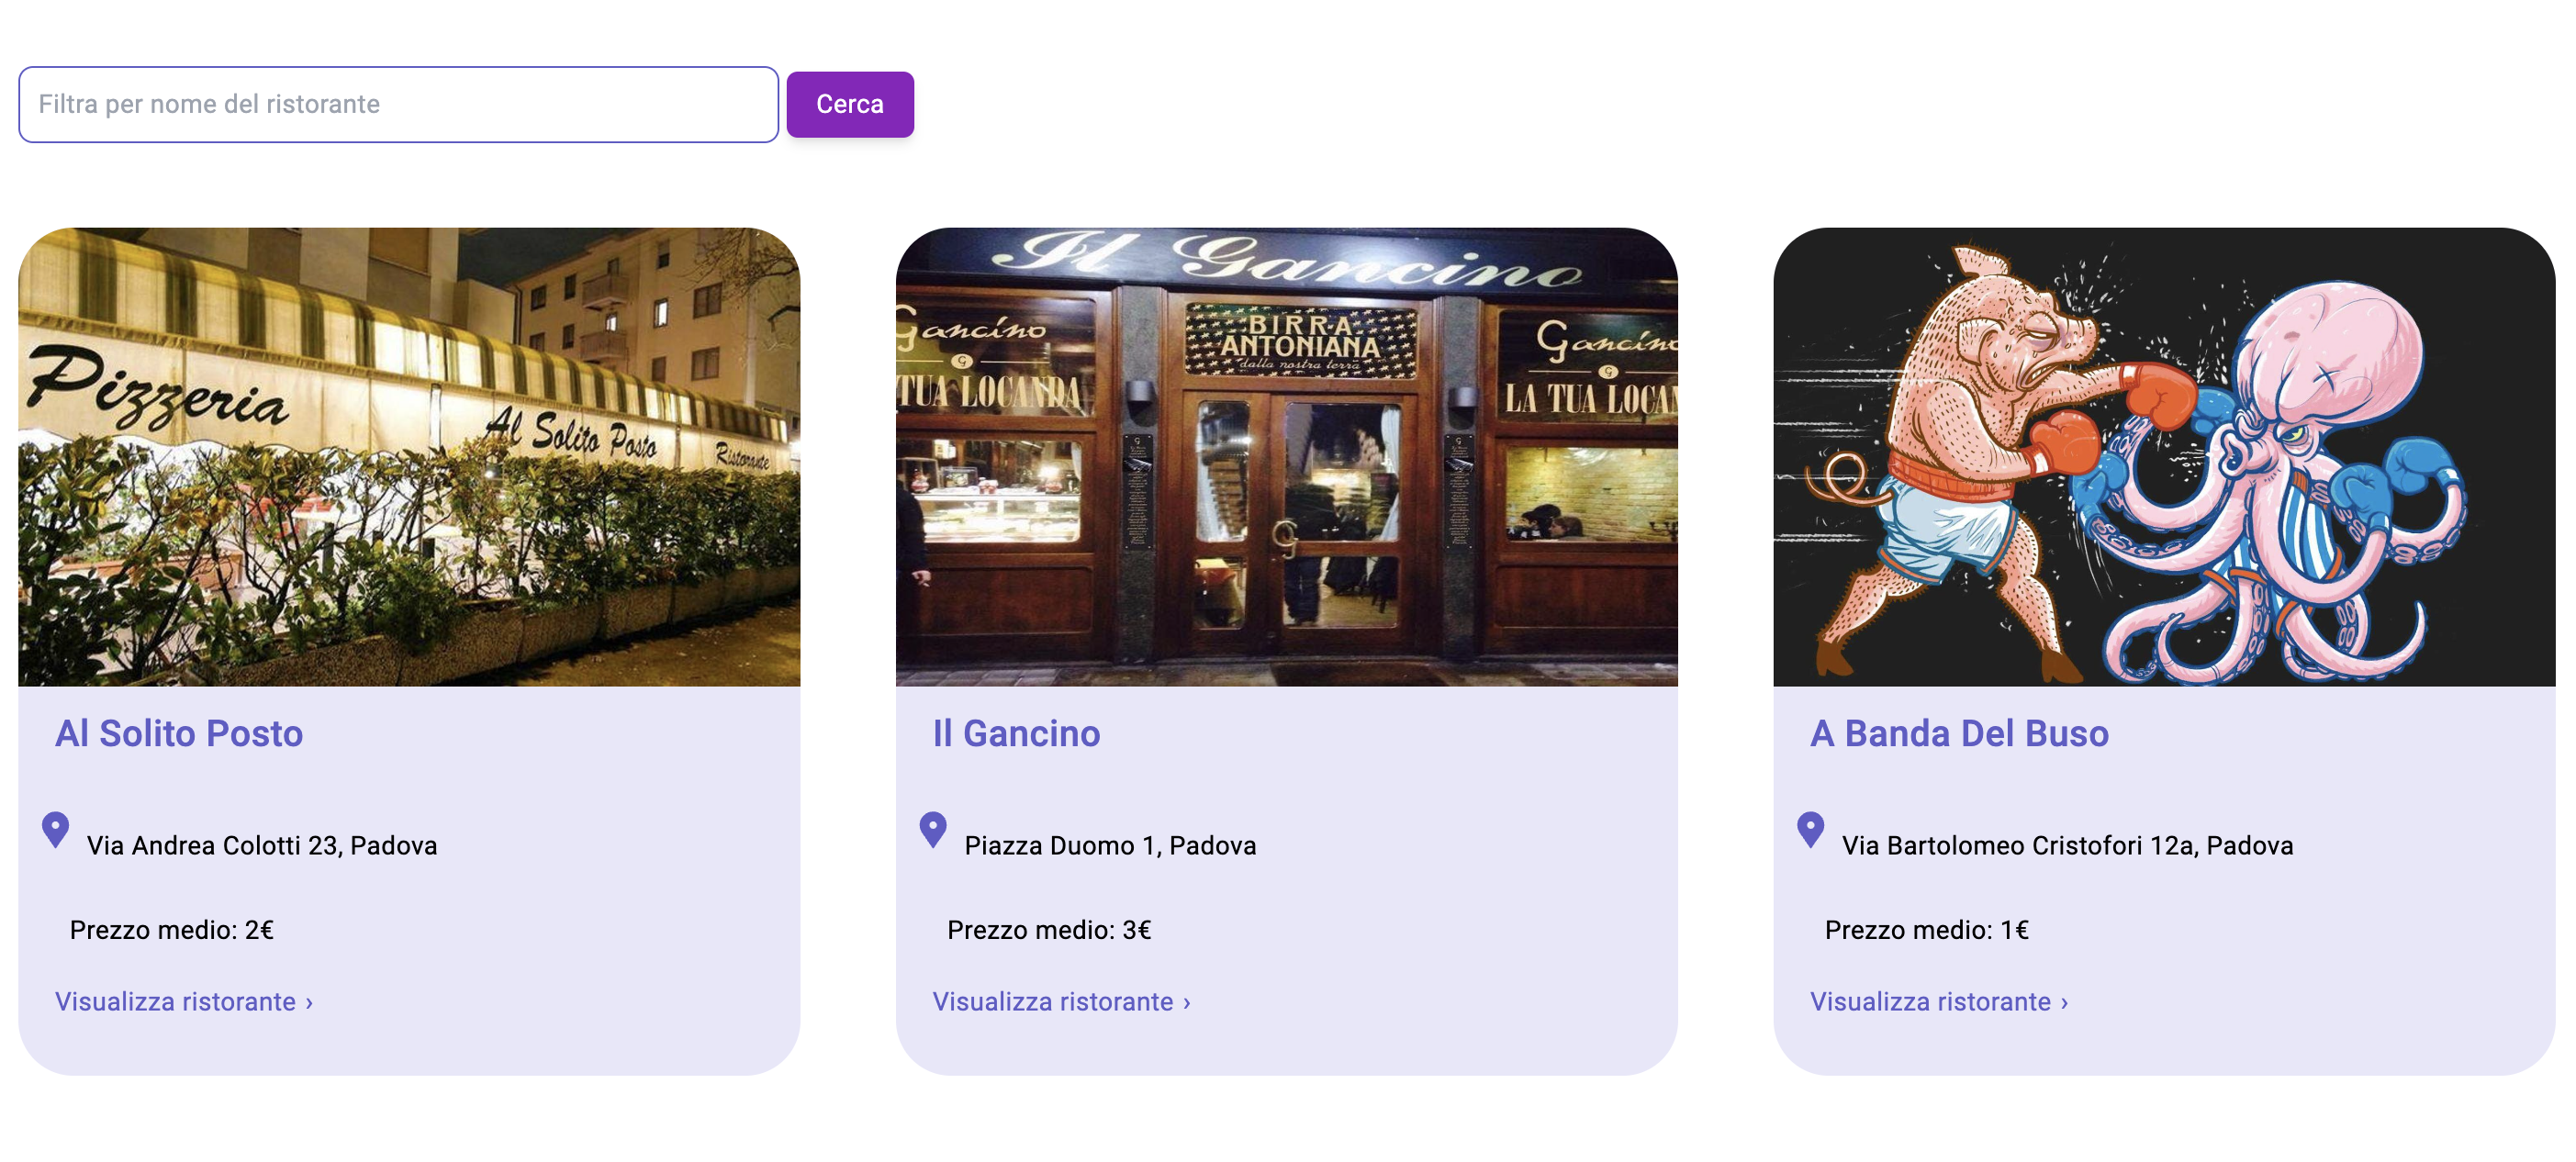 Filtra per nome del ristorante
Cerca
Pizzeria
Al Solito Posto
Ristorante
Il Gancino
Gancino
G
TUA LOCANDA
BIRRA
ANTONIANA
dalla nostra terra
Gancino
G
LA TUA LOCAN
Al Solito Posto
Via Andrea Colotti 23, Padova
Prezzo medio: 2€
Visualizza ristorante ›
Il Gancino
Piazza Duomo 1, Padova
Prezzo medio: 3€
Visualizza ristorante ›
A Banda Del Buso
Via Bartolomeo Cristofori 12a, Padova
Prezzo medio: 1€
Visualizza ristorante ›